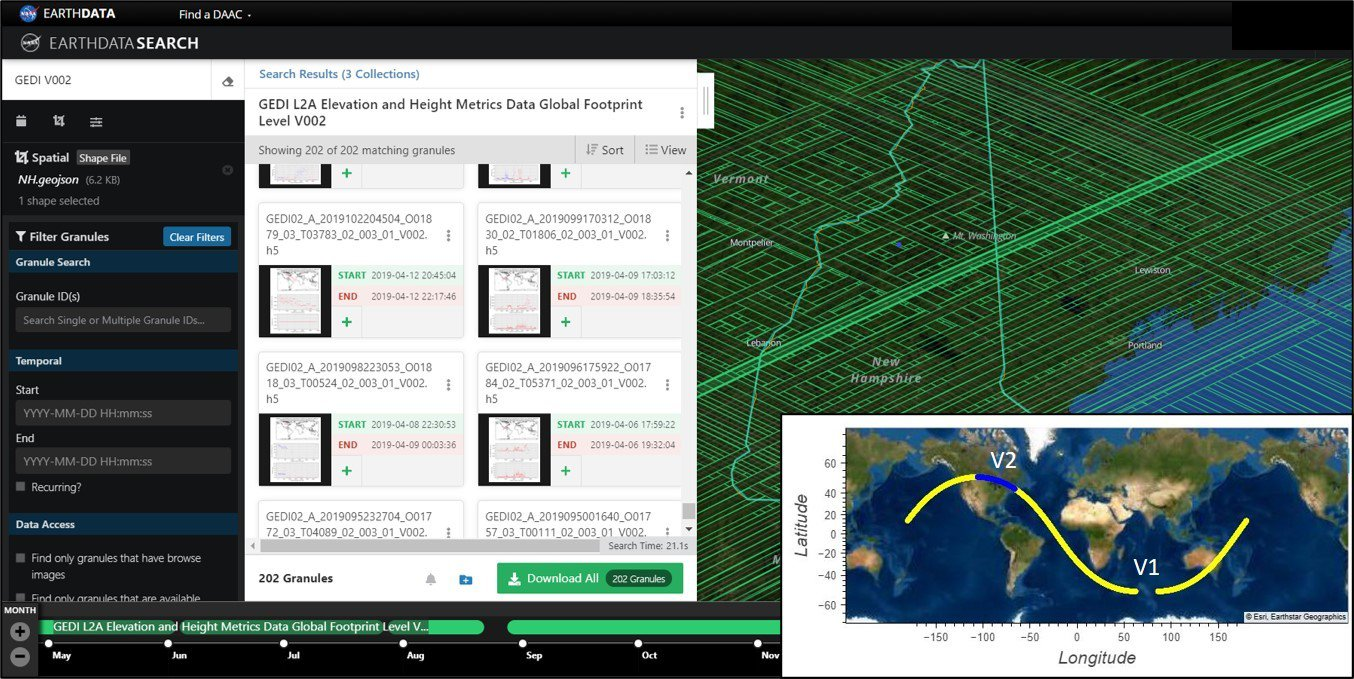 EARTHDATA
Find a DAAC
EARTHDATA SEARCH
GEDI V002
Spatial Shape File
NH.geojson (6.2 KB)
1 shape selected
Filter Granules
Clear Filters
Granule Search
Granule ID(s)
Search Single or Multiple Granule IDs...
Temporal
Start
YYYY-MM-DD HH:mm:ss
End
YYYY-MM-DD HH:mm:ss
Recurring?
Data Access
Find only granules that have browse
images
Find only granules that are available
Search Results (3 Collections)
GEDI L2A Elevation and Height Metrics Data Global Footprint
Level V002
Showing 202 of 202 matching granules
Sort
View
GEDI02_A_2019102204504_O018
79_03_T03783_02_003_01_V002.
h5
START 2019-04-12 20:45:04
END 2019-04-12 22:17:46
GEDI02_A_2019099170312_O018
30_02_T01806_02_003_01_V002.
h5
START 2019-04-09 17:03:12
END 2019-04-09 18:35:54
GEDI02_A_2019098223053_O018
18_03_T00524_02_003_01_V002.
h5
START 2019-04-08 22:30:53
END 2019-04-09 00:03:36
GEDI02_A_2019096175922_O017
84_02_T05371_02_003_01_V002.
h5
START 2019-04-06 17:59:22
END 2019-04-06 19:32:04
GEDI02_A_2019095232704_O017
72_03_T04089_02_003_01_V002.
GEDI02_A_2019095001640_O017
57_03_T00111_02_003_01_V002.
Search Time: 21.1s
202 Granules
Download All 202 Granules
Vermont
Montpelier
Mt. Washington
Lewiston
Lebanon
Portland
New
Hampshire
MONTH
GEDI L2A Elevation and Height Metrics Data Global Footprint Level V...
May
Jun
Jul
Aug
Sep
Oct
Nov
V2
V1
Latitude
60
40
20
0
−20
−40
−60
© Esri, Earthstar Geographics
−150
−100
−50
0
50
100
150
Longitude